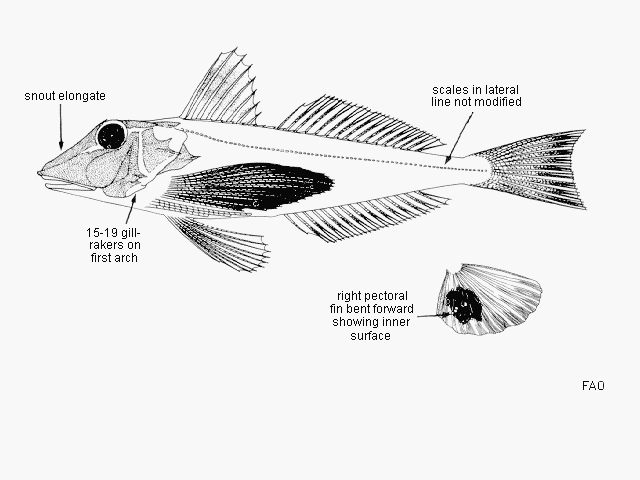 snout elongate
scales in lateral
line not modified
15-19 gill-
rakers on
first arch
right pectoral
fin bent forward
showing inner
surface
FAO